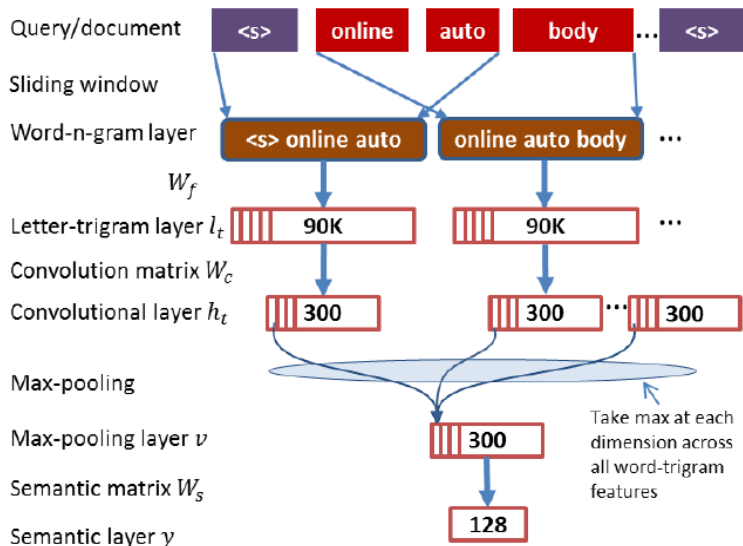 Query/document <s> online auto body ... <s>
Sliding window
Word-n-gram layer <s> online auto online auto body ...
W_f
Letter-trigram layer l_t 90K 90K ...
Convolution matrix W_c
Convolutional layer h_t 300 300 ... 300
Max-pooling
Take max at each
dimension across
all word-trigram
features
Max-pooling layer v 300
Semantic matrix W_s
Semantic layer y 128